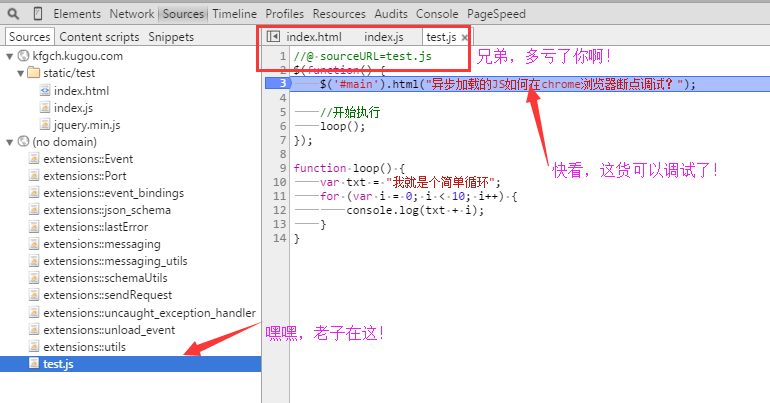 Elements Network Sources Timeline Profiles Resources Audits Console PageSpeed
Sources Content scripts Snippets
kfgch.kugou.com
static/test
index.html
index.js
jquery.min.js
(no domain)
extensions::Event
extensions::Port
extensions::event_bindings
extensions::json_schema
extensions::lastError
extensions::messaging
extensions::messaging_utils
extensions::schemaUtils
extensions::sendRequest
extensions::uncaught_exception_handler
extensions::unload_event
extensions::utils
test.js
嘿嘿，老子在这！
index.html index.js test.js ×
兄弟，多亏了你啊！
1 //@ sourceURL=test.js
2 $(function() {
3 $('#main').html("异步加载的JS如何在chrome浏览器断点调试？");
4
5 //开始执行
6 loop();
7 });
8
快看，这货可以调试了！
9 function loop() {
10 var txt = "我就是个简单循环";
11 for (var i = 0; i < 10; i++) {
12 console.log(txt + i);
13 }
14 }